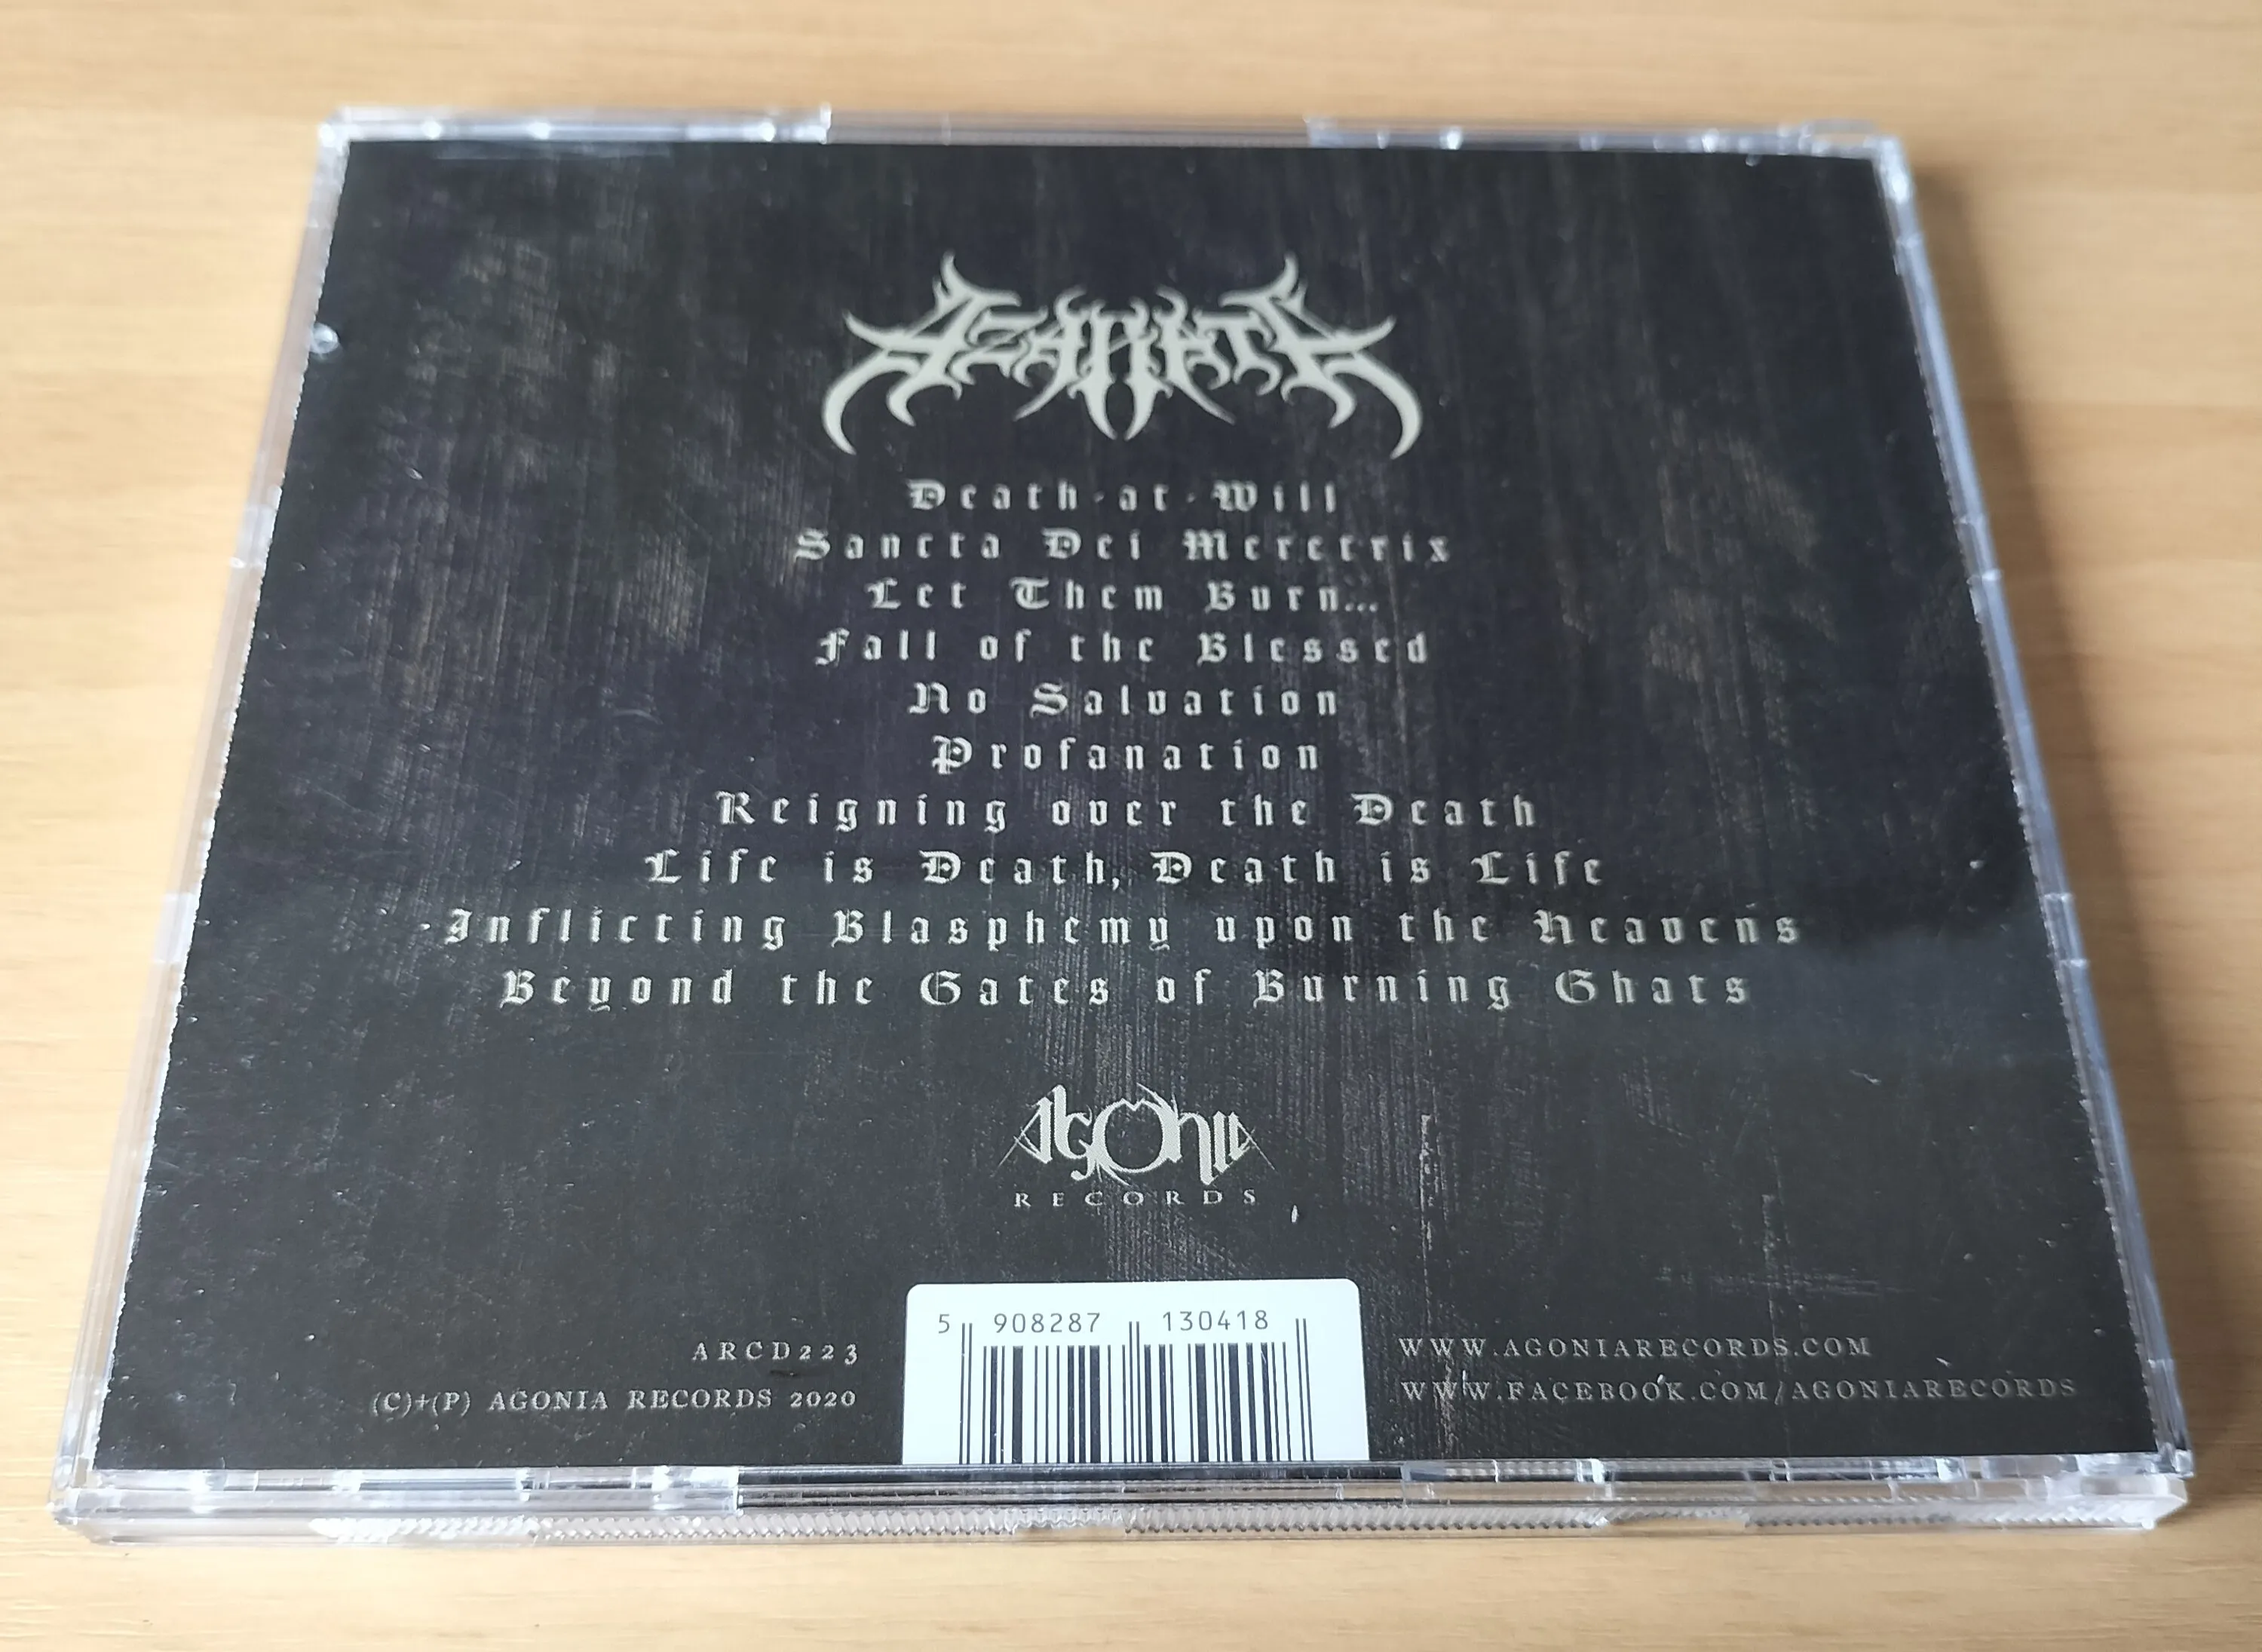 AZARATH
Death-at-Will
Sancta Dei Meretrix
Let Them Burn...
Fall of the Blessed
No Salvation
Profanation
Reigning over the Death
Life is Death, Death is Life
Inflicting Blasphemy upon the Heavens
Beyond the Gates of Burning Ghats
AgOniA
RECORDS
5 908287 130418
ARCD223
(C)+(P) AGONIA RECORDS 2020
WWW.AGONIARECORDS.COM
WWW.FACEBOOK.COM/AGONIARECORDS